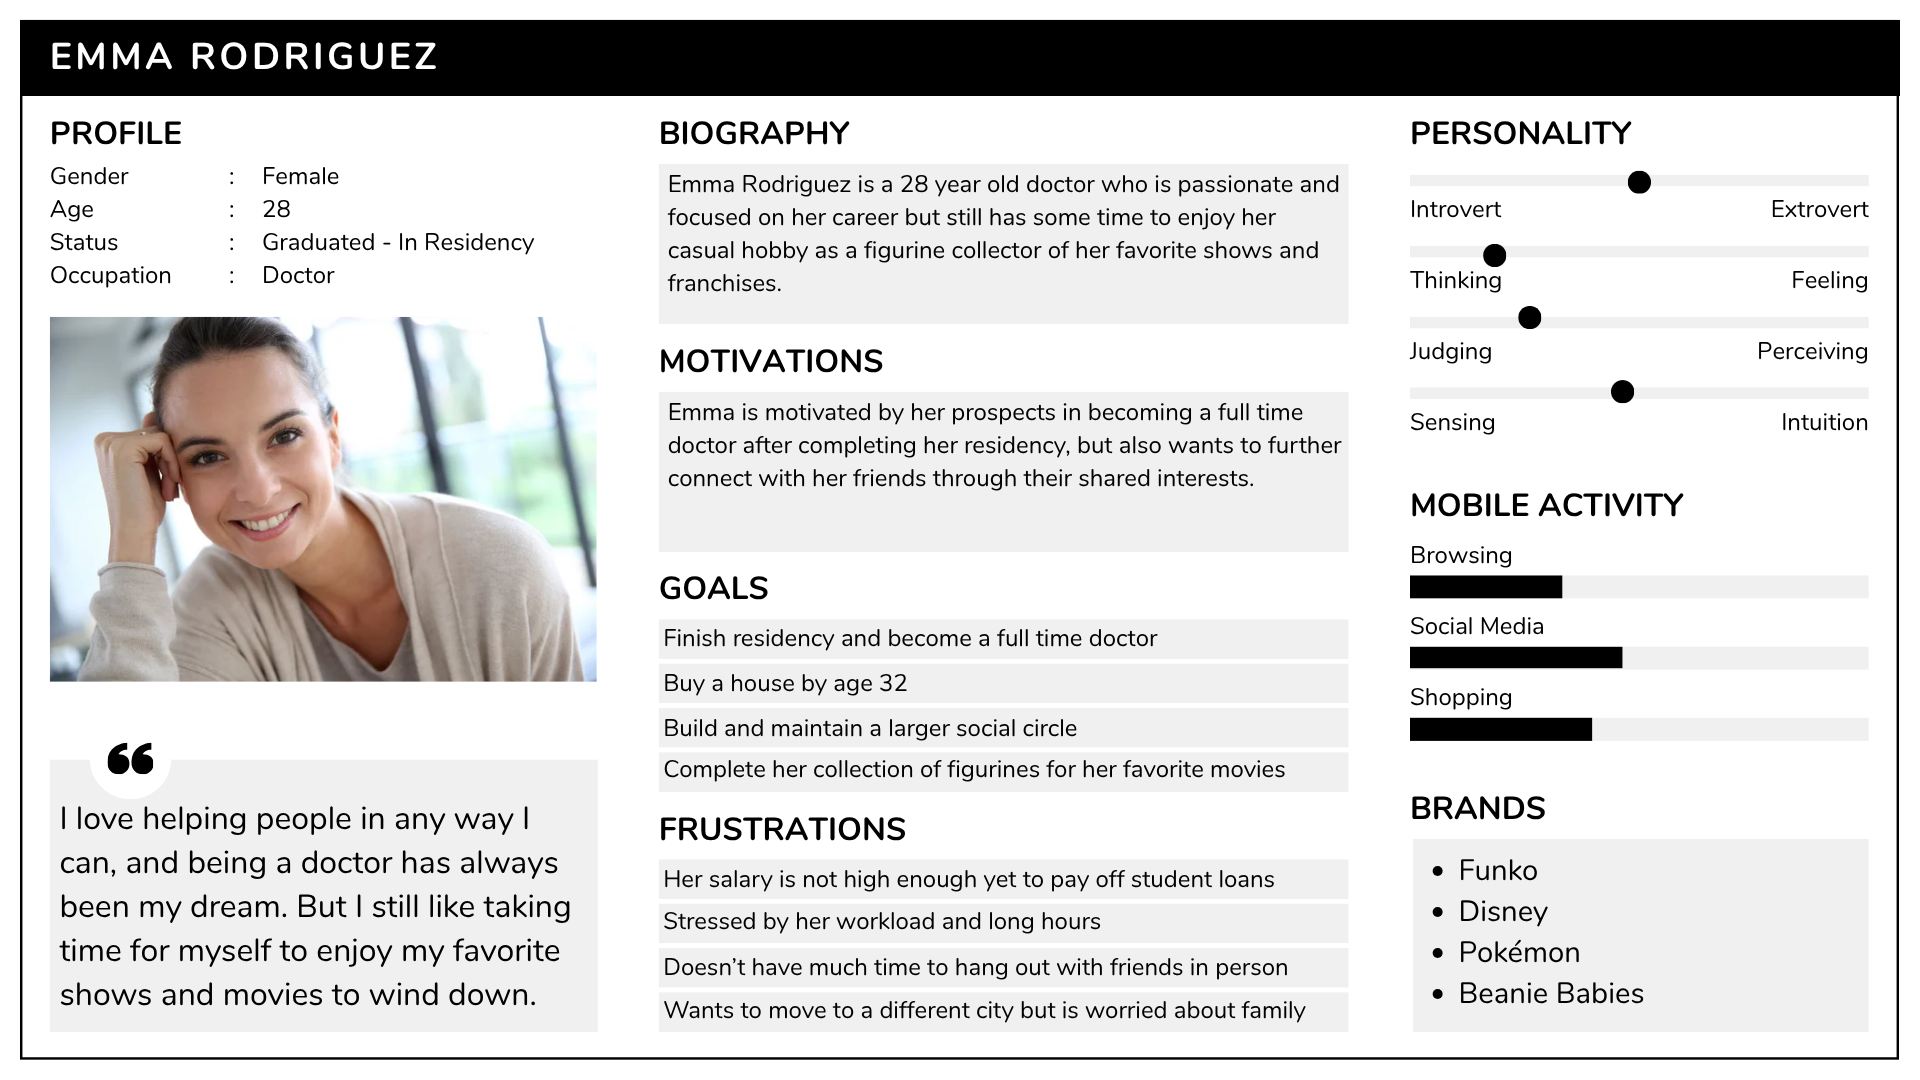 EMMA RODRIGUEZ
PROFILE
Gender : Female
Age : 28
Status : Graduated - In Residency
Occupation : Doctor
“
I love helping people in any way I
can, and being a doctor has always
been my dream. But I still like taking
time for myself to enjoy my favorite
shows and movies to wind down.
BIOGRAPHY
Emma Rodriguez is a 28 year old doctor who is passionate and
focused on her career but still has some time to enjoy her
casual hobby as a figurine collector of her favorite shows and
franchises.
MOTIVATIONS
Emma is motivated by her prospects in becoming a full time
doctor after completing her residency, but also wants to further
connect with her friends through their shared interests.
GOALS
Finish residency and become a full time doctor
Buy a house by age 32
Build and maintain a larger social circle
Complete her collection of figurines for her favorite movies
FRUSTRATIONS
Her salary is not high enough yet to pay off student loans
Stressed by her workload and long hours
Doesn’t have much time to hang out with friends in person
Wants to move to a different city but is worried about family
PERSONALITY
Introvert Extrovert
Thinking Feeling
Judging Perceiving
Sensing Intuition
MOBILE ACTIVITY
Browsing
Social Media
Shopping
BRANDS
• Funko
• Disney
• Pokémon
• Beanie Babies